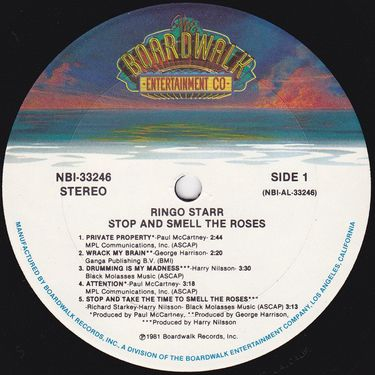 BOARDWALK
ENTERTAINMENT CO
NBI-33246
STEREO
SIDE 1
(NBI-AL-33246)
RINGO STARR
STOP AND SMELL THE ROSES
1. PRIVATE PROPERTY*-Paul McCartney- 2:44
MPL Communications, Inc. (ASCAP)
2. WRACK MY BRAIN**-George Harrison- 2:20
Ganga Publishing B.V. (BMI)
3. DRUMMING IS MY MADNESS***-Harry Nilsson- 3:30
Black Molasses Music (ASCAP)
4. ATTENTION*-Paul McCartney- 3:18
MPL Communications, Inc. (ASCAP)
5. STOP AND TAKE THE TIME TO SMELL THE ROSES***
-Richard Starkey-Harry Nilsson- Black Molasses Music (ASCAP) 3:13
*Produced by Paul McCartney, **Produced by George Harrison,
***Produced by Harry Nilsson
℗1981 Boardwalk Records, Inc.
MANUFACTURED BY BOARDWALK RECORDS, INC., A DIVISION OF THE BOARDWALK ENTERTAINMENT COMPANY, LOS ANGELES, CALIFORNIA